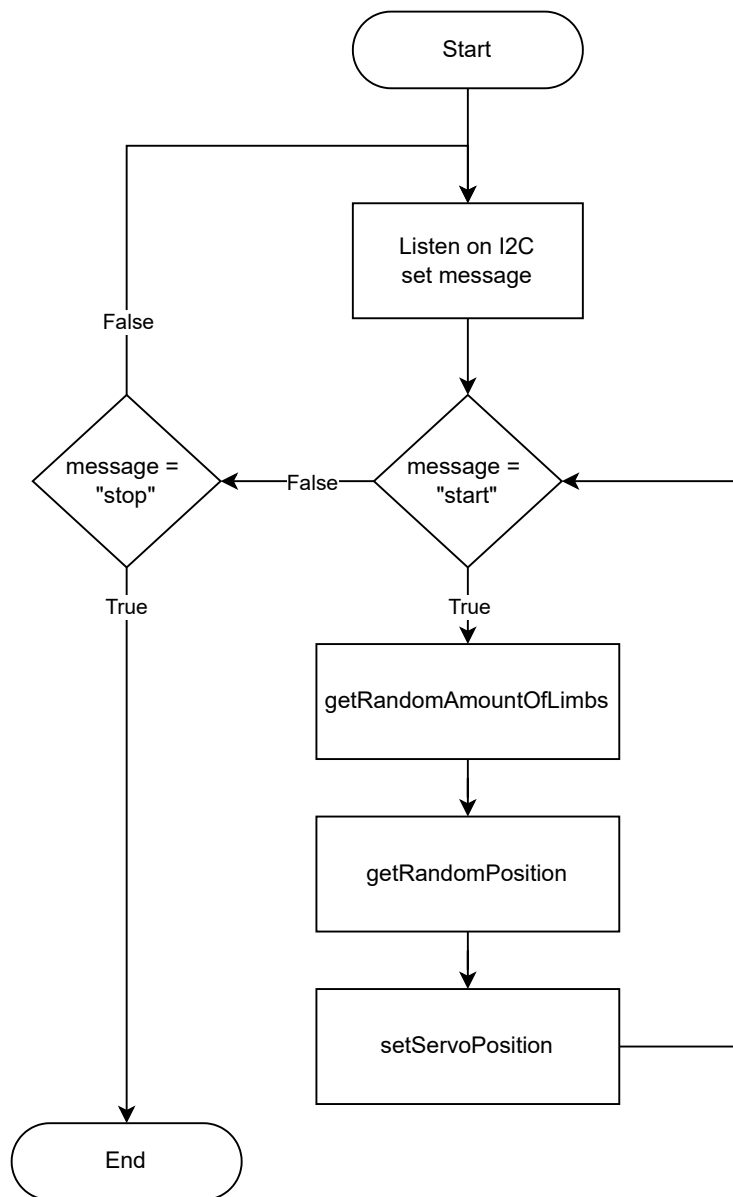 Start
Listen on I2C
set message
False
message =
"stop"
False
message =
"start"
True
True
getRandomAmountOfLimbs
getRandomPosition
setServoPosition
End